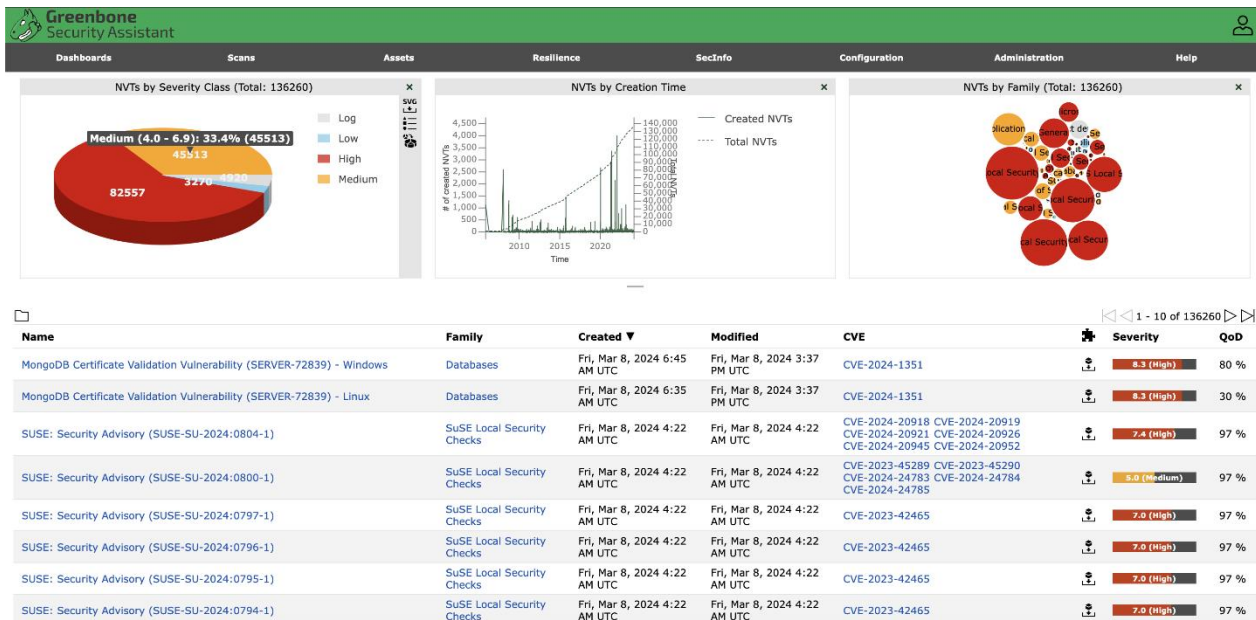 Greenbone
Security Assistant
Dashboards Scans Assets Resilience SecInfo Configuration Administration Help
NVTs by Severity Class (Total: 136260) ×
SVG
Log
Low
High
Medium
Medium (4.0 - 6.9): 33.4% (45513)
45513
4920
3270
82557
NVTs by Creation Time ×
Created NVTs
Total NVTs
# of created NVTs
4,500
4,000
3,500
3,000
2,500
2,000
1,500
1,000
500
0
140,000
130,000
120,000
110,000
100,000
90,000
80,000
70,000
60,000
50,000
40,000
30,000
20,000
10,000
0
Total NVTs
2010 2015 2020
Time
NVTs by Family (Total: 136260) ×
plication
Genera
t de
Se
ocal Securit
s Local S
cal Securi
ocal S
cal Security
cal Secur
1 - 10 of 136260
Name Family Created ▼ Modified CVE Severity QoD
MongoDB Certificate Validation Vulnerability (SERVER-72839) - Windows Databases Fri, Mar 8, 2024 6:45 AM UTC Fri, Mar 8, 2024 3:37 PM UTC CVE-2024-1351 8.3 (High) 80 %
MongoDB Certificate Validation Vulnerability (SERVER-72839) - Linux Databases Fri, Mar 8, 2024 6:35 AM UTC Fri, Mar 8, 2024 3:37 PM UTC CVE-2024-1351 8.3 (High) 30 %
SUSE: Security Advisory (SUSE-SU-2024:0804-1) SuSE Local Security Checks Fri, Mar 8, 2024 4:22 AM UTC Fri, Mar 8, 2024 4:22 AM UTC CVE-2024-20918 CVE-2024-20919 CVE-2024-20921 CVE-2024-20926 CVE-2024-20945 CVE-2024-20952 7.4 (High) 97 %
SUSE: Security Advisory (SUSE-SU-2024:0800-1) SuSE Local Security Checks Fri, Mar 8, 2024 4:22 AM UTC Fri, Mar 8, 2024 4:22 AM UTC CVE-2023-45289 CVE-2023-45290 CVE-2024-24783 CVE-2024-24784 CVE-2024-24785 5.0 (Medium) 97 %
SUSE: Security Advisory (SUSE-SU-2024:0797-1) SuSE Local Security Checks Fri, Mar 8, 2024 4:22 AM UTC Fri, Mar 8, 2024 4:22 AM UTC CVE-2023-42465 7.0 (High) 97 %
SUSE: Security Advisory (SUSE-SU-2024:0796-1) SuSE Local Security Checks Fri, Mar 8, 2024 4:22 AM UTC Fri, Mar 8, 2024 4:22 AM UTC CVE-2023-42465 7.0 (High) 97 %
SUSE: Security Advisory (SUSE-SU-2024:0795-1) SuSE Local Security Checks Fri, Mar 8, 2024 4:22 AM UTC Fri, Mar 8, 2024 4:22 AM UTC CVE-2023-42465 7.0 (High) 97 %
SUSE: Security Advisory (SUSE-SU-2024:0794-1) SuSE Local Security Checks Fri, Mar 8, 2024 4:22 AM UTC Fri, Mar 8, 2024 4:22 AM UTC CVE-2023-42465 7.0 (High) 97 %